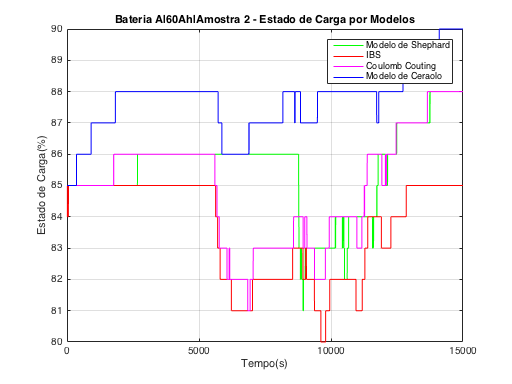 Bateria AI60AhIAmostra 2 - Estado de Carga por Modelos
Modelo de Shephard
IBS
Coulomb Couting
Modelo de Ceraolo
Estado de Carga(%)
90
89
88
87
86
85
84
83
82
81
80
0
5000
10000
15000
Tempo(s)